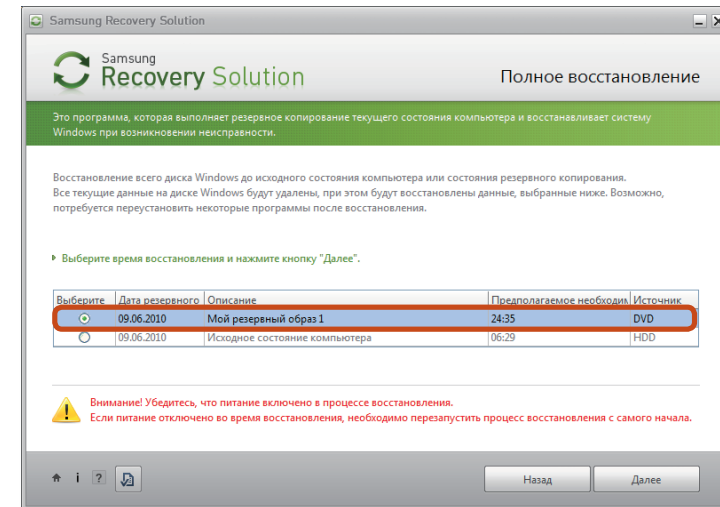 Samsung Recovery Solution
Samsung
Recovery Solution
Полное восстановление
Это программа, которая выполняет резервное копирование текущего состояния компьютера и восстанавливает систему
Windows при возникновении неисправности.
Восстановление всего диска Windows до исходного состояния компьютера или состояния резервного копирования.
Все текущие данные на диске Windows будут удалены, при этом будут восстановлены данные, выбранные ниже. Возможно,
потребуется переустановить некоторые программы после восстановления.
Выберите время восстановления и нажмите кнопку "Далее".
Выберите Дата резервного Описание Предполагаемое необходим Источник
09.06.2010 Мой резервный образ 1 24:35 DVD
09.06.2010 Исходное состояние компьютера 06:29 HDD
Внимание! Убедитесь, что питание включено в процессе восстановления.
Если питание отключено во время восстановления, необходимо перезапустить процесс восстановления с самого начала.
i ? Назад Далее